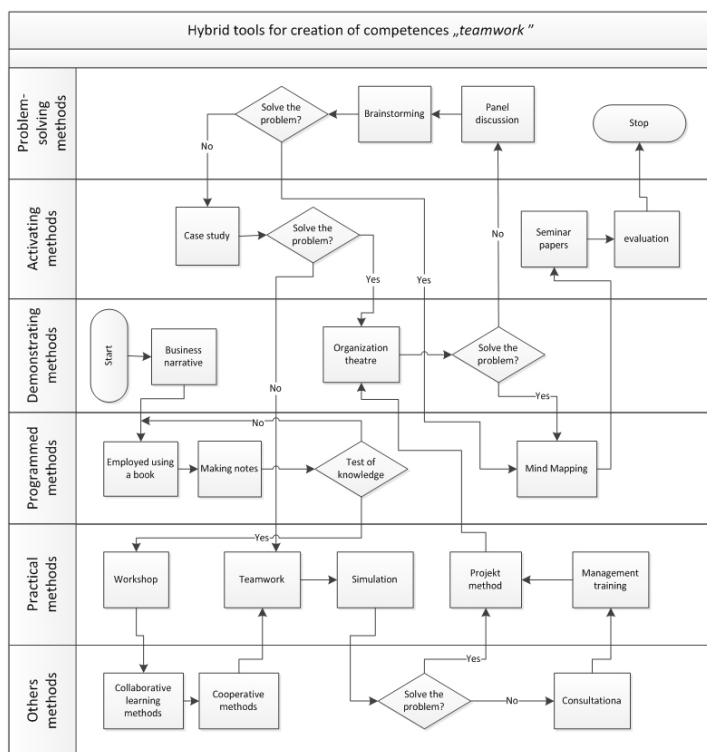 Hybrid tools for creation of competences „teamwork ”
Problem-
solving
methods
Solve the
problem?
Brainstorming
Panel
discussion
Stop
No
Activating
methods
Case study
Solve the
problem?
Yes
Yes
No
Seminar
papers
evaluation
Demonstrating
methods
Start
Business
narrative
No
Organization
theatre
Solve the
problem?
Yes
Programmed
methods
No
Employed using
a book
Making notes
Test of
knowledge
Mind Mapping
Practical
methods
Yes
Workshop
Teamwork
Simulation
Projekt
method
Management
training
Others
methods
Collaborative
learning
methods
Cooperative
methods
Yes
Solve the
problem?
No
Consultationa